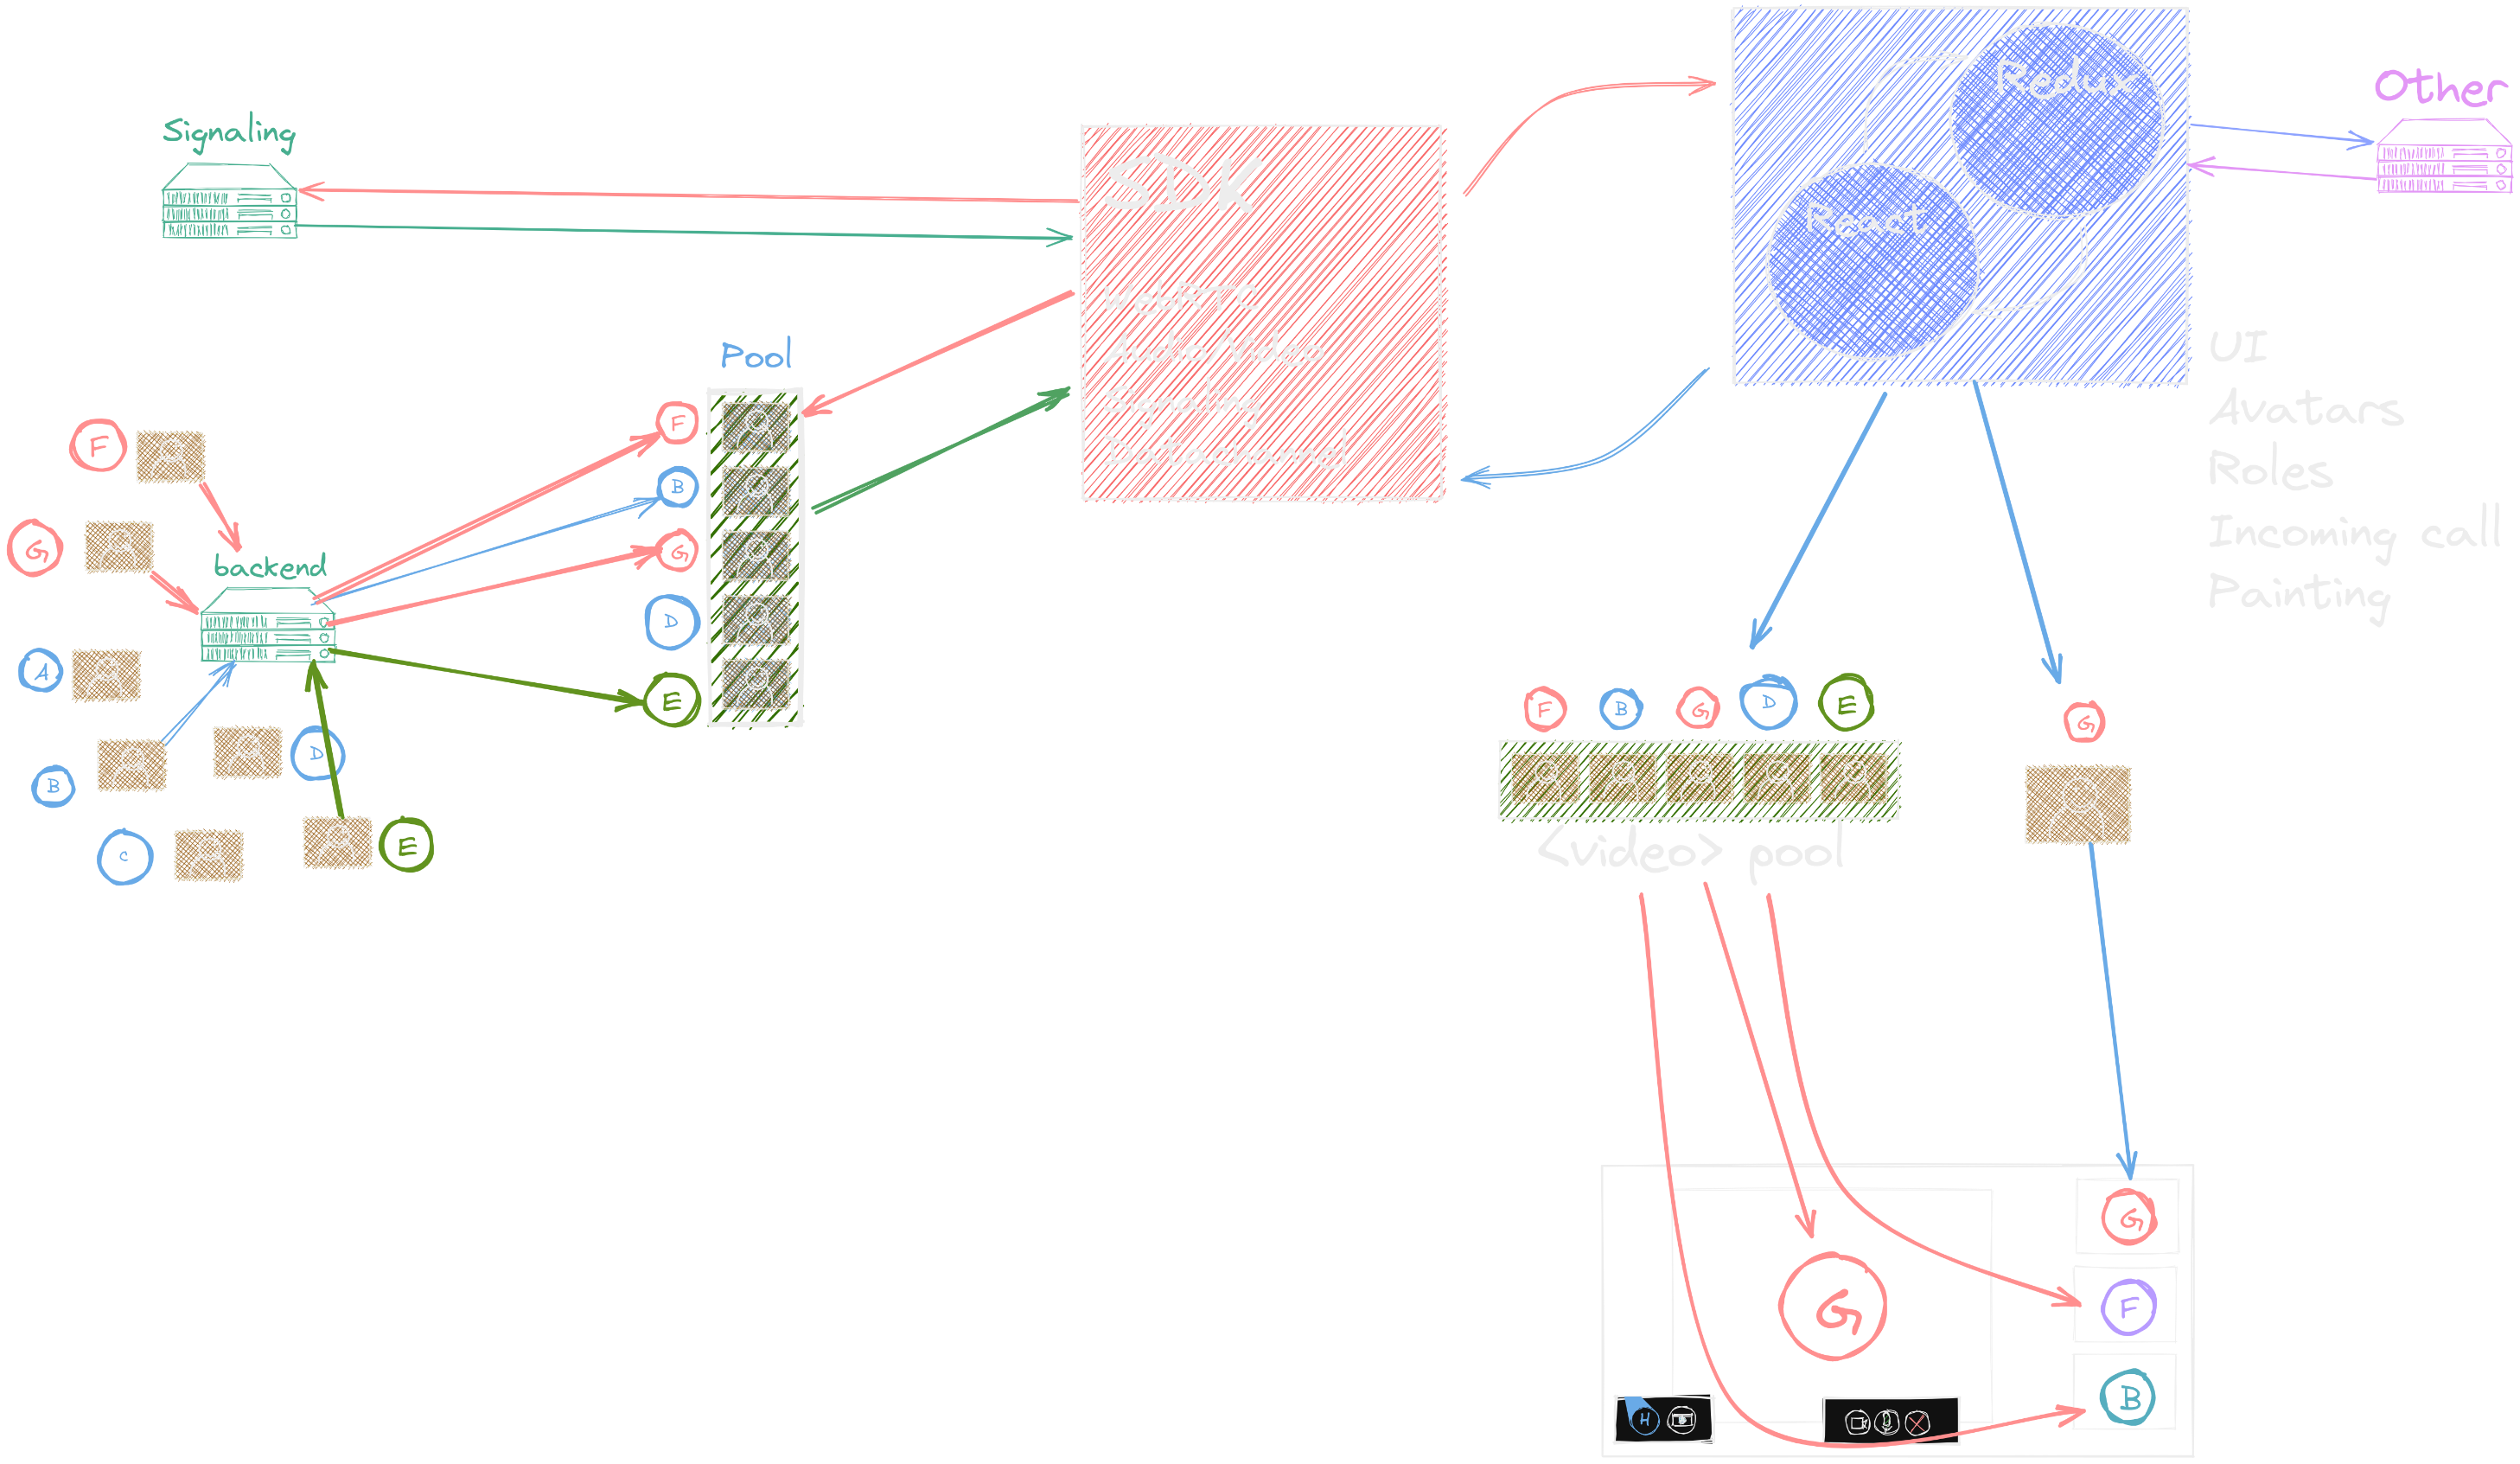 Signaling
SDK
WebRTC
Audio/Video
Signaling
Datachannel
Redux
React
Other
UI
Avatars
Roles
Incoming call
Painting
Pool
F
B
G
D
E
F
G
backend
A
B
D
C
E
F
B
G
D
E
<video> pool
G
G
G
F
B
H